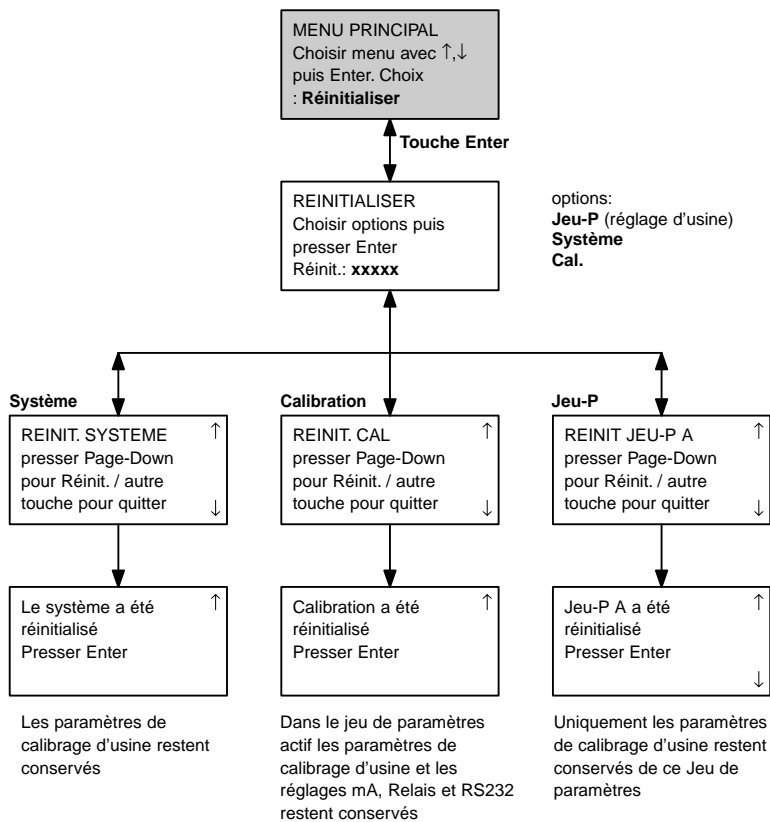 MENU PRINCIPAL
Choisir menu avec ↑,↓
puis Enter. Choix
: Réinitialiser
Touche Enter
REINITIALISER
Choisir options puis
presser Enter
Réinit.: xxxxx
options:
Jeu-P (réglage d'usine)
Système
Cal.
Système
REINIT. SYSTEME ↑
presser Page-Down
pour Réinit. / autre
touche pour quitter ↓
Le système a été ↑
réinitialisé
Presser Enter
Les paramètres de
calibrage d'usine restent
conservés
Calibration
REINIT. CAL ↑
presser Page-Down
pour Réinit. / autre
touche pour quitter ↓
Calibration a été ↑
réinitialisé
Presser Enter
Dans le jeu de paramètres
actif les paramètres de
calibrage d'usine et les
réglages mA, Relais et RS232
restent conservés
Jeu-P
REINIT JEU-P A ↑
presser Page-Down
pour Réinit. / autre
touche pour quitter ↓
Jeu-P A a été ↑
réinitialisé
Presser Enter
↓
Uniquement les paramètres
de calibrage d'usine restent
conservés de ce Jeu de
paramètres